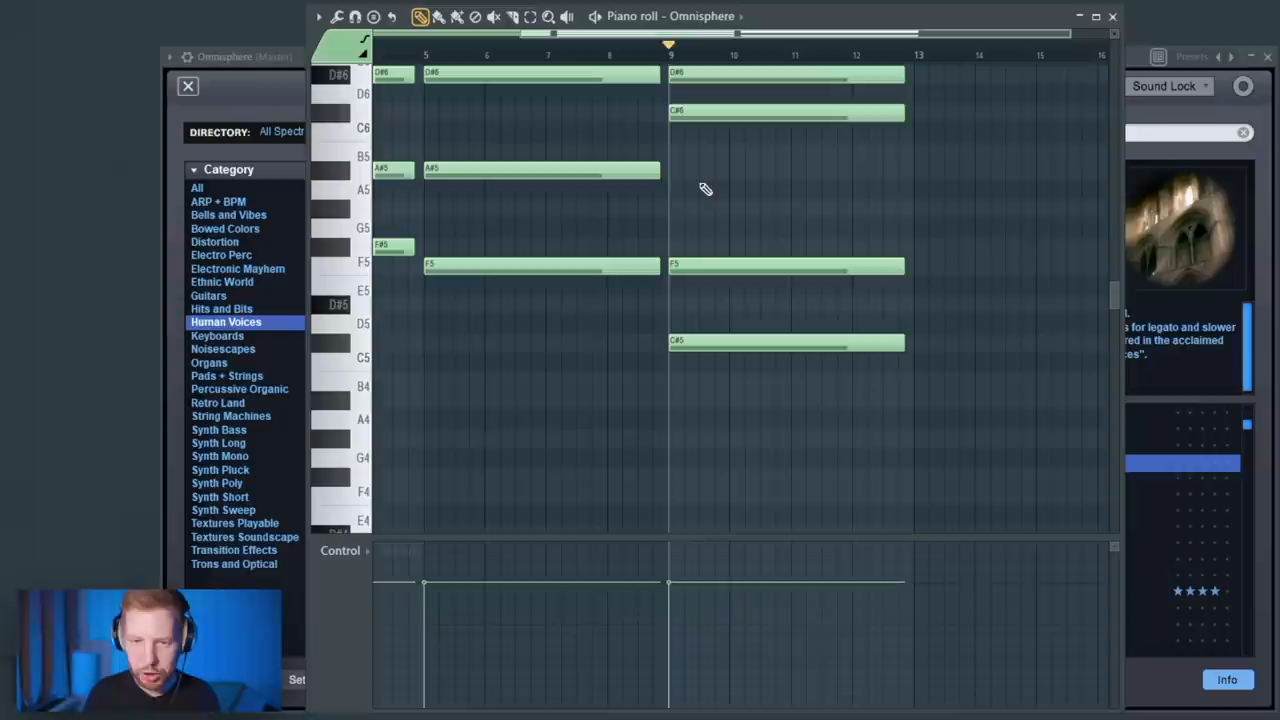 Piano roll - Omnisphere
Omnisphere (Master)
Presets
5 6 7 8 9 10 11 12 13 14 15 16
DIRECTORY: All Spectr
Sound Lock
Category
All
ARP + BPM
Bells and Vibes
Bowed Colors
Distortion
Electro Perc
Electronic Mayhem
Ethnic World
Guitars
Hits and Bits
Human Voices
Keyboards
Noisescapes
Organs
Pads + Strings
Percussive Organic
Retro Land
String Machines
Synth Bass
Synth Long
Synth Mono
Synth Pluck
Synth Poly
Synth Short
Synth Sweep
Textures Playable
Textures Soundscape
Transition Effects
Trons and Optical
Set
D#6
D6
C6
B5
A5
G5
F5
E5
D#5
D5
C5
B4
A4
G4
F4
E4
D#6 D#6 D#6
C#6
A#5 A#5
F#5
F5 F5
C#5
Control
l.
s for legato and slower
red in the acclaimed
ces".
★★★★
Info